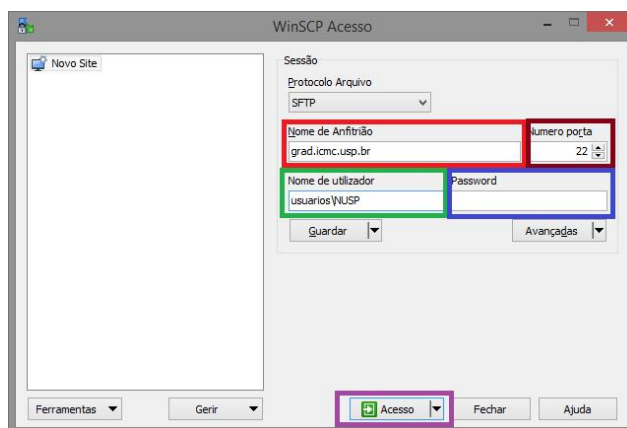 WinSCP Acesso
Novo Site
Sessão
Protocolo Arquivo
SFTP
Nome de Anfitrião
Numero porta
grad.icmc.usp.br
22
Nome de utilizador
Password
usuarios\NUSP
Guardar
Avançadas
Ferramentas
Gerir
Acesso
Fechar
Ajuda